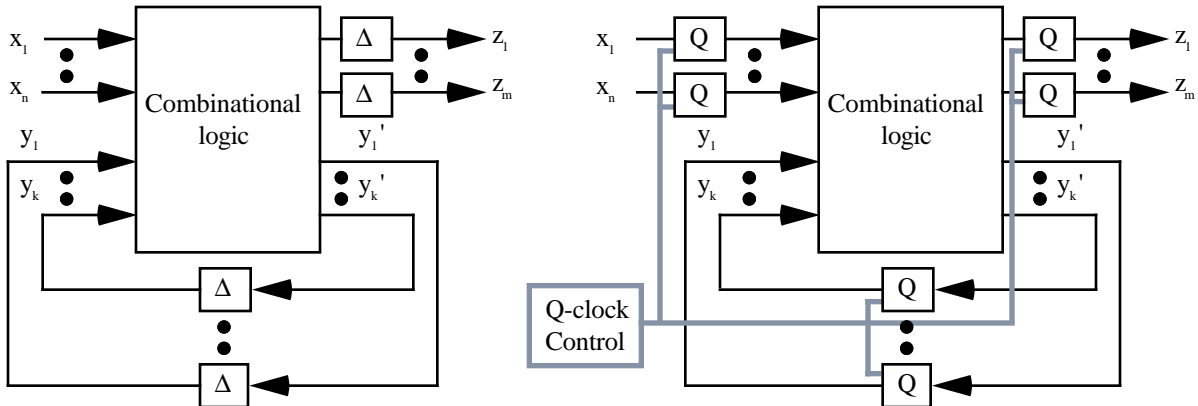 x₁
xₙ
y₁
yₖ
Combinational
logic
Δ
Δ
z₁
zₘ
y₁'
yₖ'
Δ
Δ
x₁
xₙ
Q
Q
y₁
yₖ
Combinational
logic
Q
Q
z₁
zₘ
y₁'
yₖ'
Q-clock
Control
Q
Q